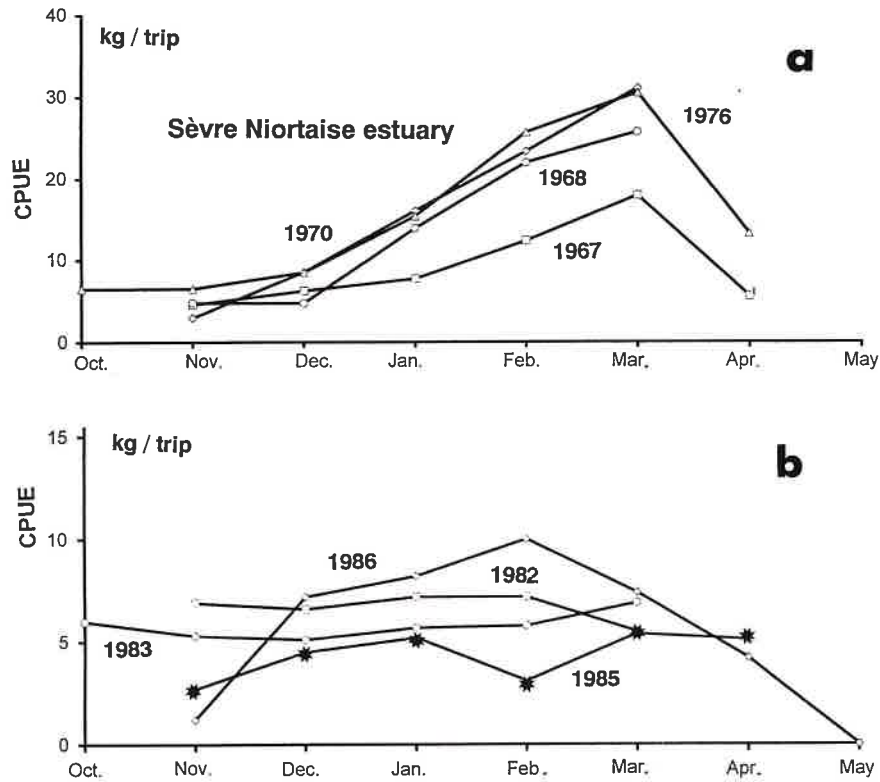 40
kg / trip
a
30
1976
Sèvre Niortaise estuary
CPUE
20
1968
1970
1967
10
0
Oct.
Nov.
Dec.
Jan.
Feb.
Mar.
Apr.
May
15
kg / trip
b
CPUE
10
1986
1982
5
1983
1985
0
Oct.
Nov.
Dec.
Jan.
Feb.
Mar.
Apr.
May